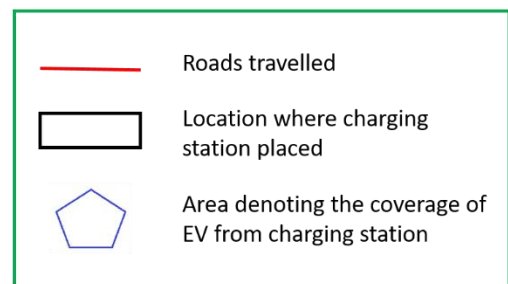 Roads travelled
Location where charging
station placed
Area denoting the coverage of
EV from charging station